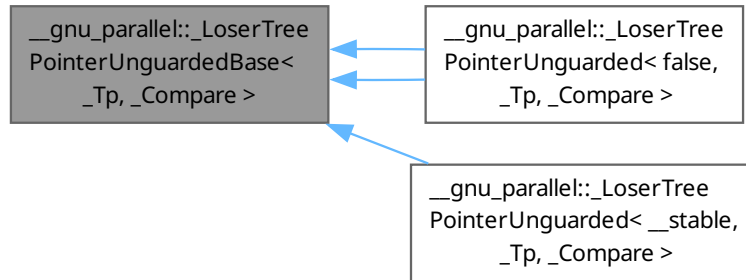 __gnu_parallel::_LoserTree
PointerUnguardedBase<
_Tp, _Compare >
__gnu_parallel::_LoserTree
PointerUnguarded< false,
_Tp, _Compare >
__gnu_parallel::_LoserTree
PointerUnguarded< __stable,
_Tp, _Compare >